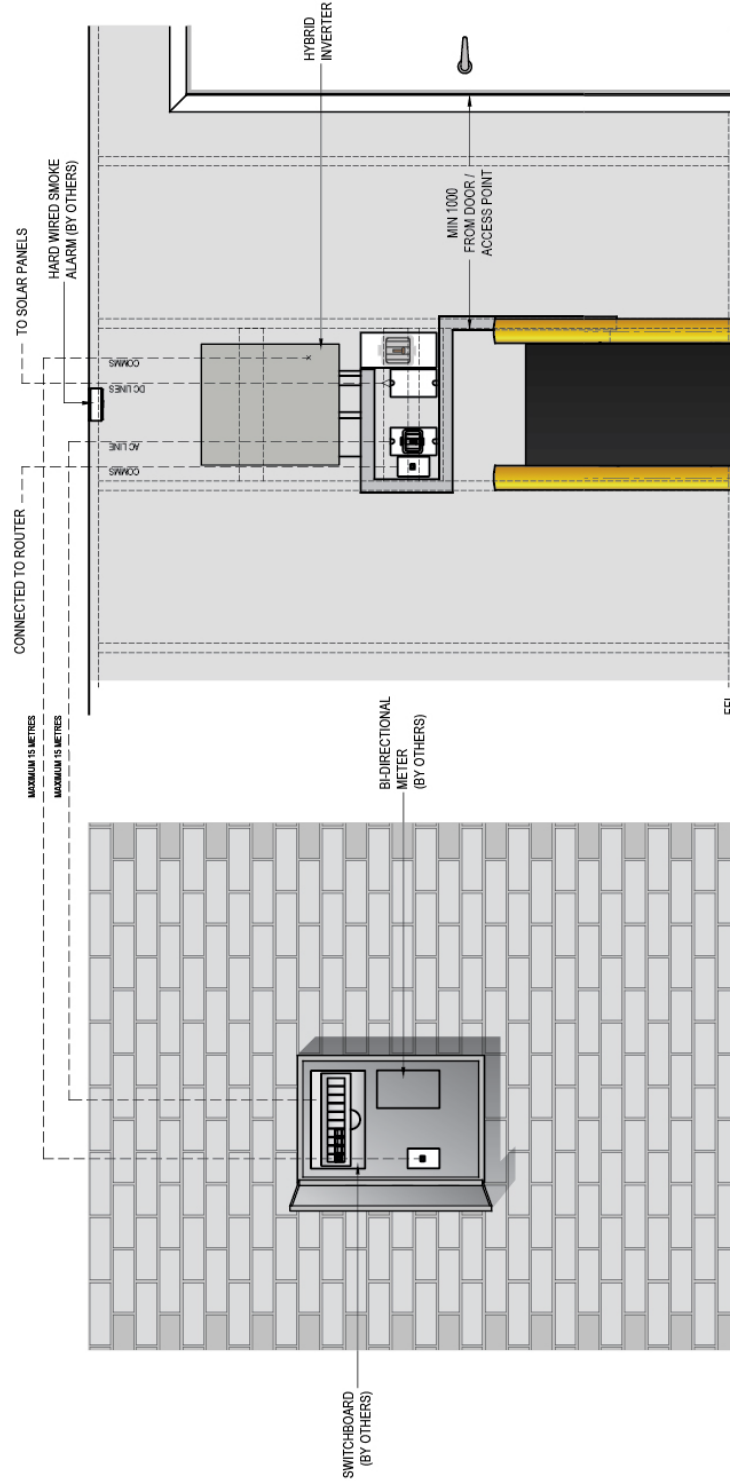 HYBRID
INVERTER
TO SOLAR PANELS
HARD WIRED SMOKE
ALARM (BY OTHERS)
MIN 1000
FROM DOOR /
ACCESS POINT
COMMS
DC LINES
AC LINE
COMMS
CONNECTED TO ROUTER
MAXIMUM 15 METRES
MAXIMUM 15 METRES
BI-DIRECTIONAL
METER
(BY OTHERS)
SWITCHBOARD
(BY OTHERS)